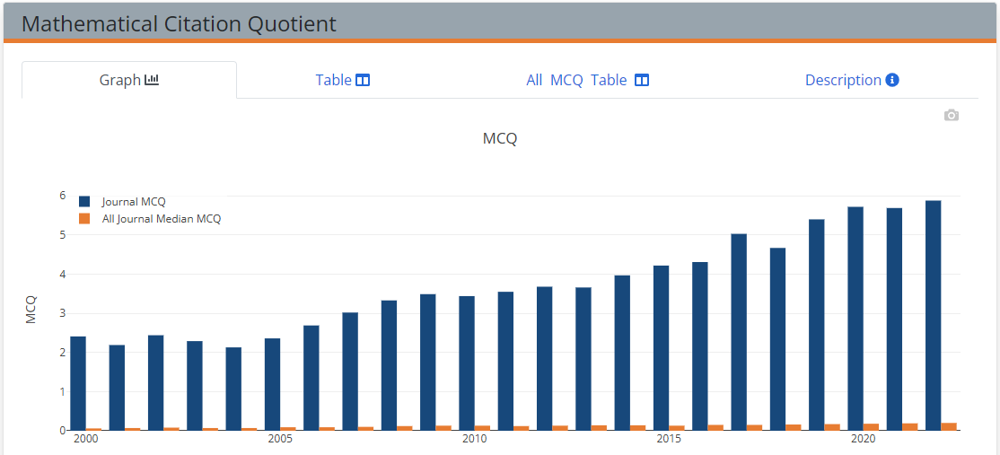 Mathematical Citation Quotient
Graph
Table
All MCQ Table
Description
MCQ
Journal MCQ
All Journal Median MCQ
MCQ
6
5
4
3
2
1
0
2000 2005 2010 2015 2020